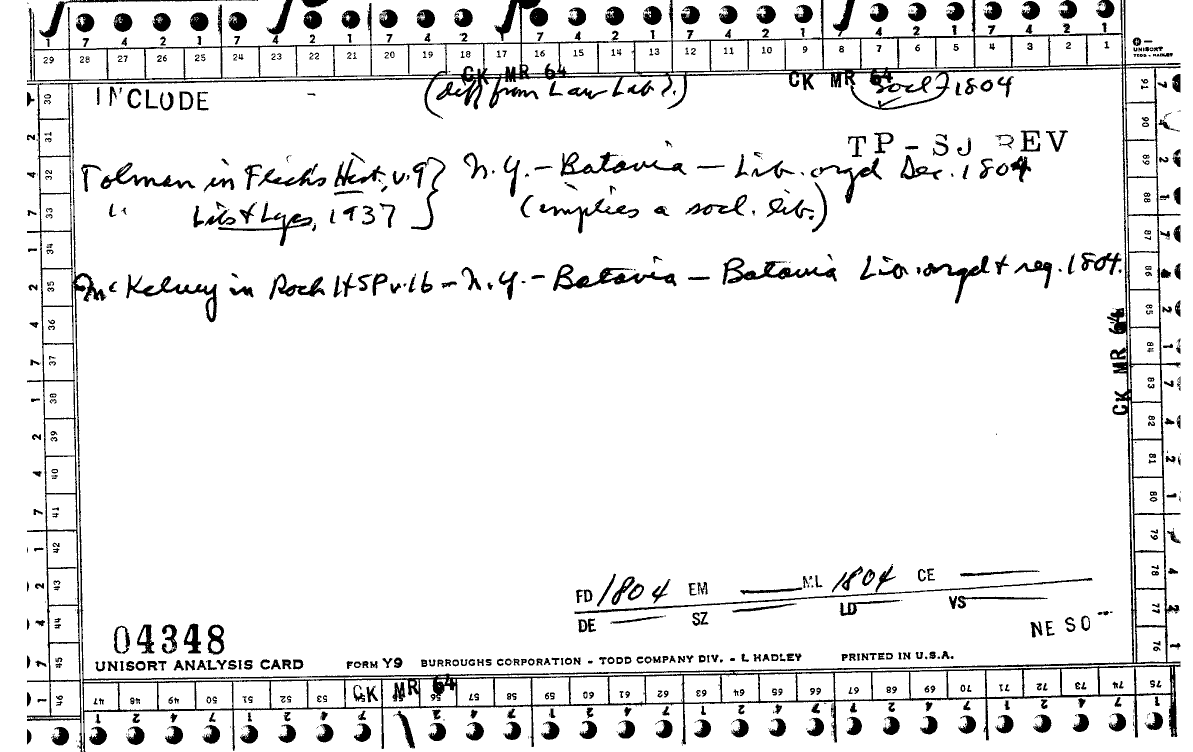 1 7 4 2 1 7 4 2 1 7 4 2 1 7 4 2 1 7 4 2 1 7 4 2 1
29 28 27 26 25 24 23 22 21 20 19 18 17 16 15 14 13 12 11 10 9 8 7 6 5 4 3 2 1
UNISORT
TODD - HADLEY
CK MR 64 CK MR 64
INCLUDE (diff from Law Lib?.) Socl-1804
TP-SJ REV
Tolman in Flick's Hist, v.9 } N.Y.-Batavia - Lib. orgd Dec. 1804
" Libs & Lycs, 1937 } (implies a socl. lib.)
McKelvey in Roch HSP v.16 - N.Y.-Batavia - Batavia Lib. orgd & reg. 1804.
CK MR 64
FD 1804 EM ML 1804 CE
DE SZ LD VS
NE SO
04348
UNISORT ANALYSIS CARD FORM Y9 BURROUGHS CORPORATION - TODD COMPANY DIV. - L HADLEY PRINTED IN U.S.A.
CK MR 64
30 31 32 33 34 35 36 37 38 39 40 41 42 43 44 45 46
47 48 49 50 51 52 53 54 55 56 57 58 59 60 61 62 63 64 65 66 67 68 69 70 71 72 73 74 75
76 77 78 79 80 81 82 83 84 85 86 87 88 89 90 91